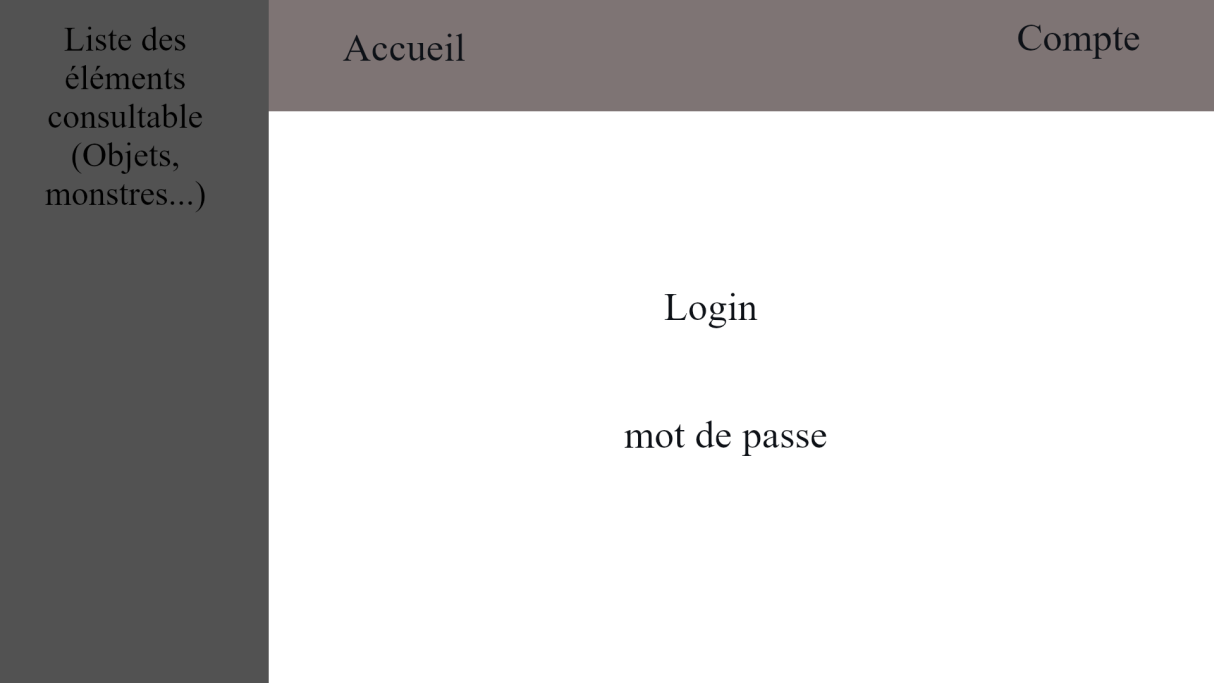 Liste des
éléments
consultable
(Objets,
monstres...)
Accueil
Compte
Login
mot de passe